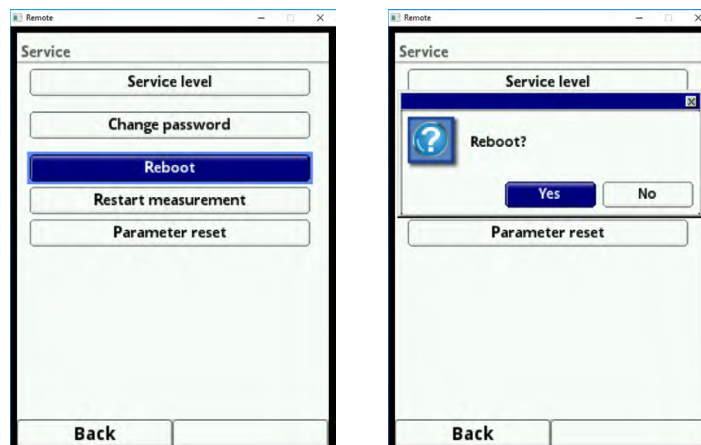 Remote
Service
Service level
Change password
Reboot
Restart measurement
Parameter reset
Back
Remote
Service
Service level
Reboot?
Yes No
Parameter reset
Back